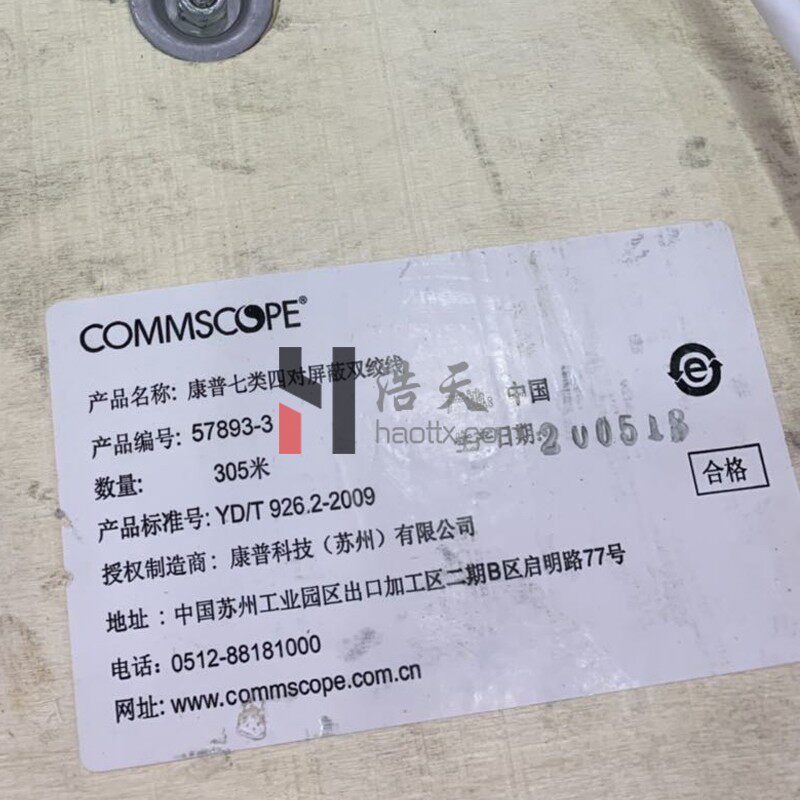 COMMSCOPE®
产品名称: 康普七类四对屏蔽双绞线
中国
产品编号: 57893-3
日期: 200518
数量: 305米
合格
产品标准号: YD/T 926.2-2009
授权制造商: 康普科技(苏州)有限公司
地址: 中国苏州工业园区出口加工区二期B区启明路77号
电话: 0512-88181000
网址: www.commscope.com.cn
浩天
haottx.com